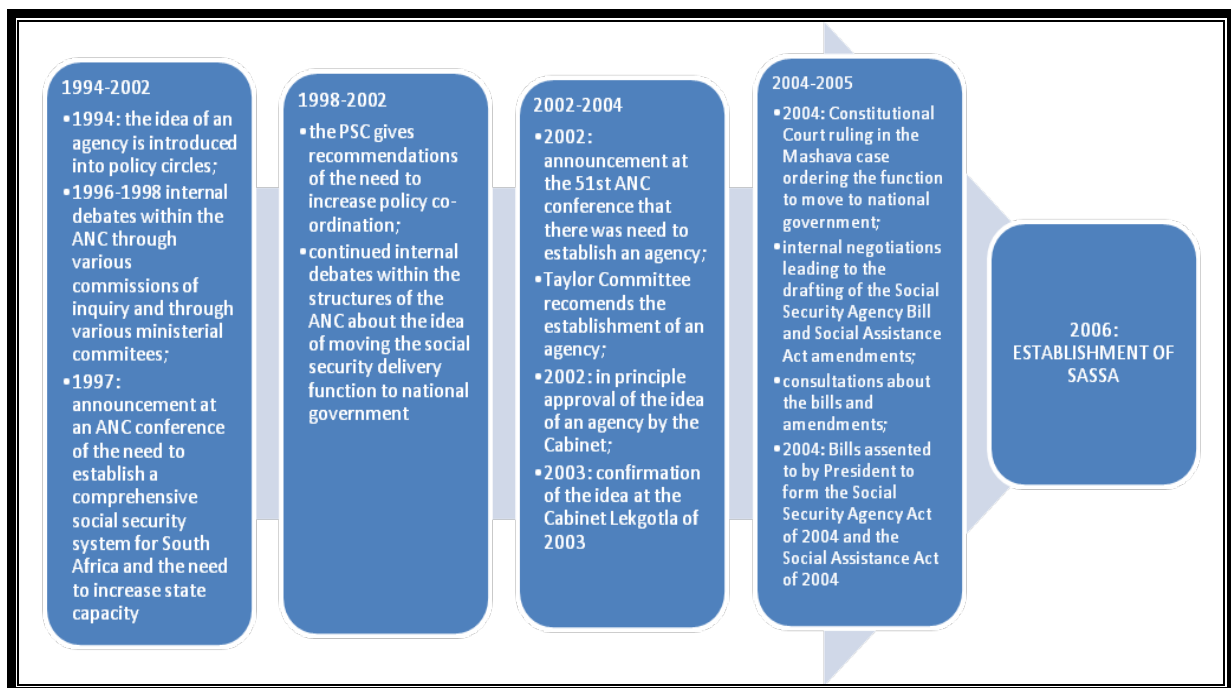 1994-2002
•1994: the idea of an
agency is introduced
into policy circles;
•1996-1998 internal
debates within the
ANC through
various
commissions of
inquiry and through
various ministerial
commitees;
•1997:
announcement at
an ANC conference
of the need to
establish a
comprehensive
social security
system for South
Africa and the need
to increase state
capacity
1998-2002
•the PSC gives
recommendations
of the need to
increase policy co-
ordination;
•continued internal
debates within the
structures of the
ANC about the idea
of moving the social
security delivery
function to national
government
2002-2004
•2002:
announcement at
the 51st ANC
conference that
there was need to
establish an agency;
•Taylor Committee
recomends the
establishment of an
agency;
•2002: in principle
approval of the idea
of an agency by the
Cabinet;
•2003: confirmation
of the idea at the
Cabinet Lekgotla of
2003
2004-2005
•2004: Constitutional
Court ruling in the
Mashava case
ordering the function
to move to national
government;
•internal negotiations
leading to the
drafting of the Social
Security Agency Bill
and Social Assistance
Act amendments;
•consultations about
the bills and
amendments;
•2004: Bills assented
to by President to
form the Social
Security Agency Act
of 2004 and the
Social Assistance Act
of 2004
2006:
ESTABLISHMENT OF
SASSA